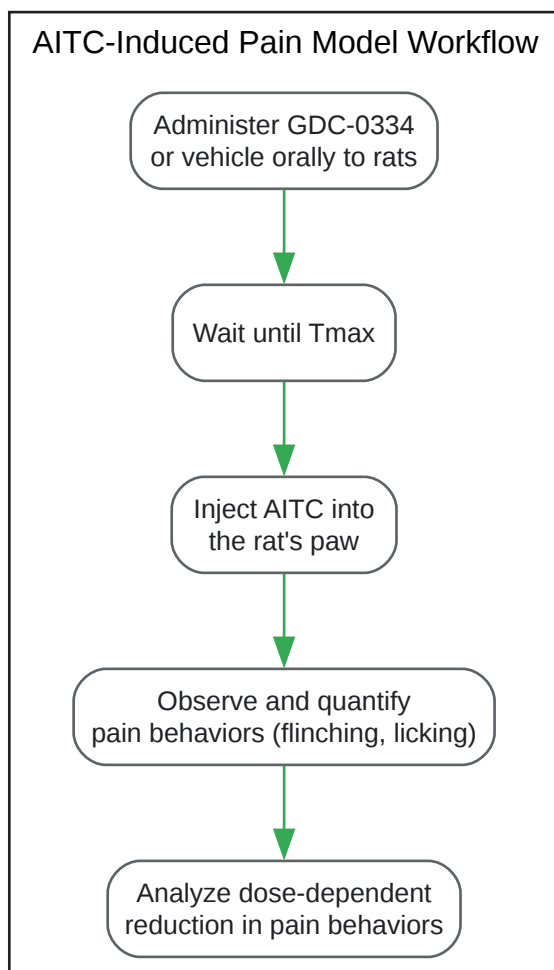 AITC-Induced Pain Model Workflow
Administer GDC-0334
or vehicle orally to rats
Wait until Tmax
Inject AITC into
the rat's paw
Observe and quantify
pain behaviors (flinching, licking)
Analyze dose-dependent
reduction in pain behaviors